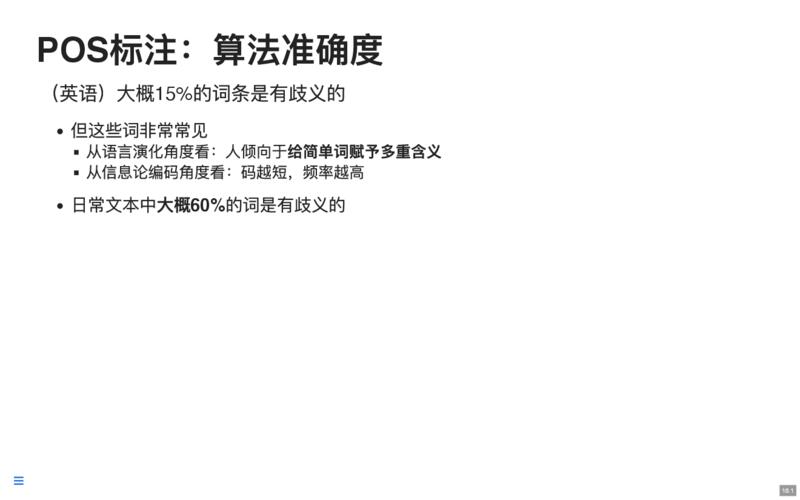 POS标注：算法准确度
（英语）大概15%的词条是有歧义的
• 但这些词非常常见
▪ 从语言演化角度看：人倾向于给简单词赋予多重含义
▪ 从信息论编码角度看：码越短，频率越高
• 日常文本中大概60%的词是有歧义的
18.1